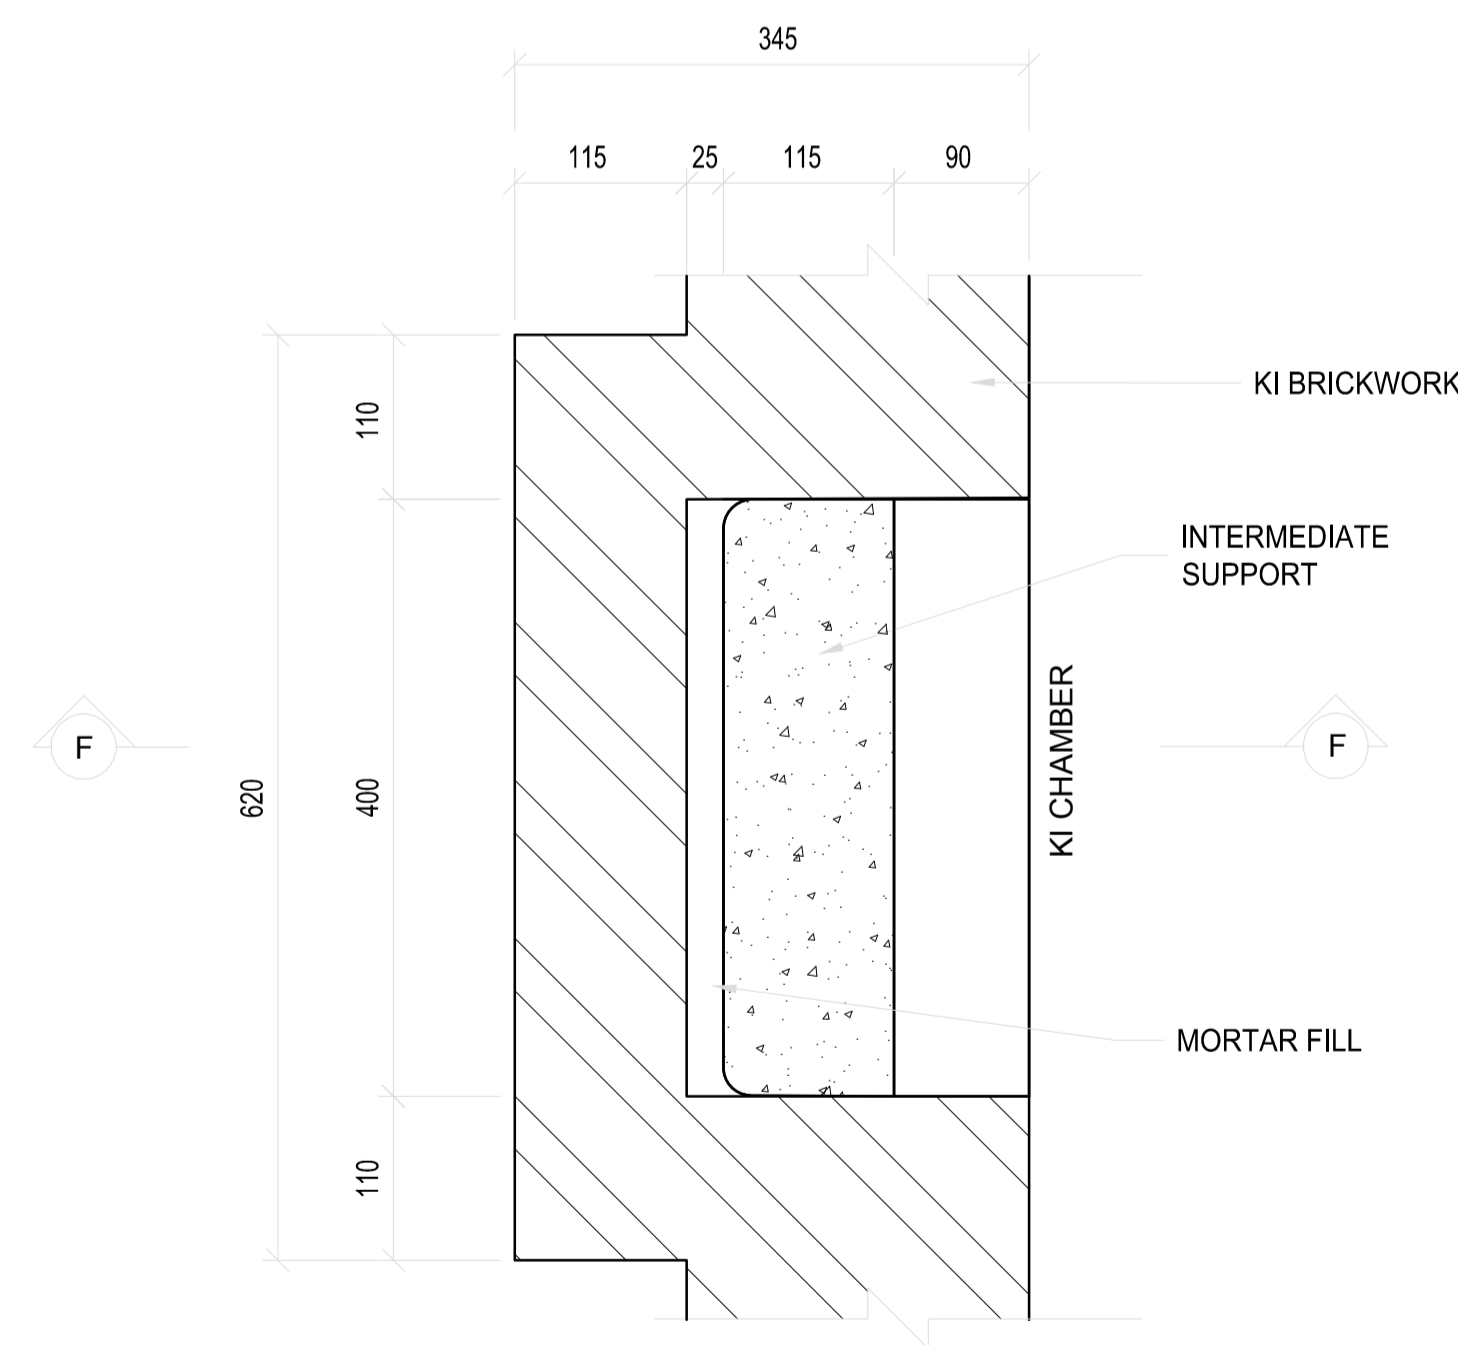 345
115 25 115 90
110
KI BRICKWORK
INTERMEDIATE
SUPPORT
KI CHAMBER
F
F
620
400
MORTAR FILL
110